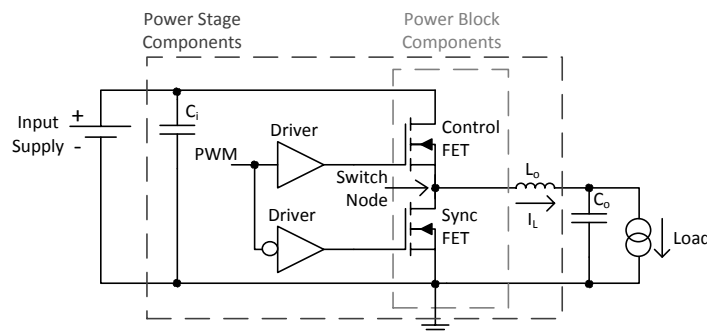 Power Stage
Components
Power Block
Components
Input
Supply
+
-
Ci
Driver
PWM
Control
FET
Switch
Node
Lo
IL
Co
Driver
Sync
FET
Load